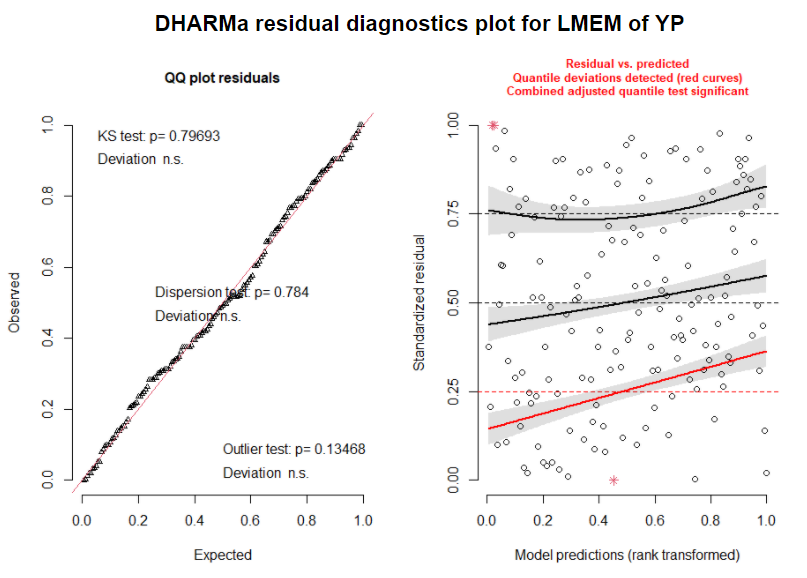 DHARMa residual diagnostics plot for LMEM of YP
QQ plot residuals
KS test: p= 0.79693
Deviation n.s.
Dispersion test: p= 0.784
Deviation n.s.
Outlier test: p= 0.13468
Deviation n.s.
Observed
0.0 0.2 0.4 0.6 0.8 1.0
0.0 0.2 0.4 0.6 0.8 1.0
Expected
Residual vs. predicted
Quantile deviations detected (red curves)
Combined adjusted quantile test significant
Standardized residual
0.00 0.25 0.50 0.75 1.00
0.0 0.2 0.4 0.6 0.8 1.0
Model predictions (rank transformed)